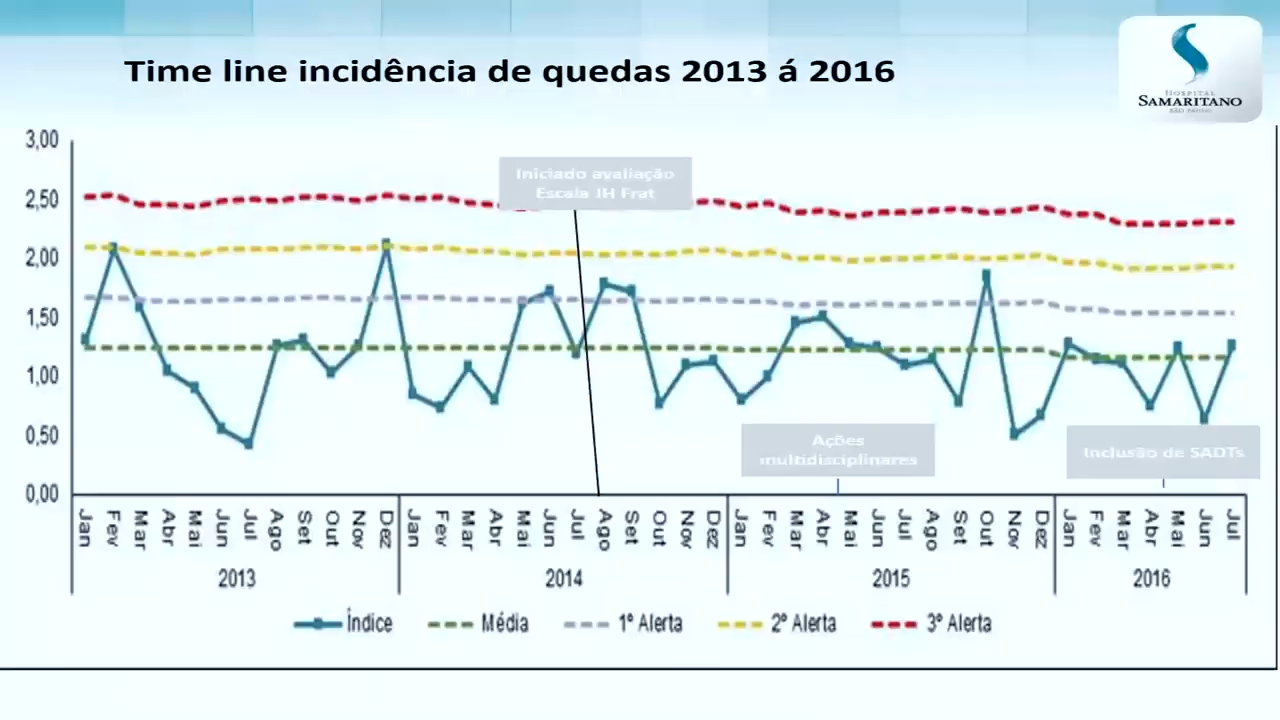 Time line incidência de quedas 2013 á 2016
HOSPITAL
SAMARITANO
SÃO PAULO
3,00
2,50
2,00
1,50
1,00
0,50
0,00
Iniciado avaliação
Escala JH Frat
Ações
multidisciplinares
Inclusão de SADTs
Jan Fev Mar Abr Mai Jun Jul Ago Set Out Nov Dez Jan Fev Mar Abr Mai Jun Jul Ago Set Out Nov Dez Jan Fev Mar Abr Mai Jun Jul Ago Set Out Nov Dez Jan Fev Mar Abr Mai Jun Jul
2013 2014 2015 2016
Índice Média 1º Alerta 2º Alerta 3º Alerta